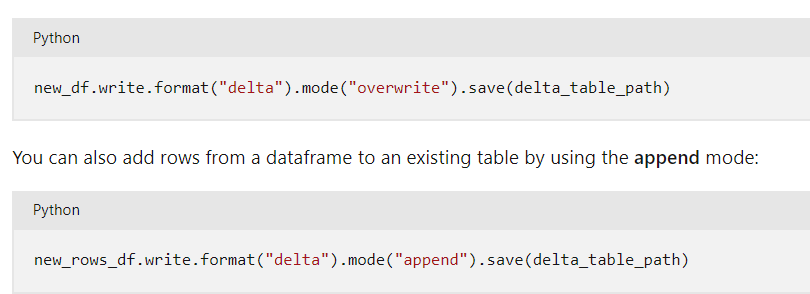 Python
new_df.write.format("delta").mode("overwrite").save(delta_table_path)
You can also add rows from a dataframe to an existing table by using the append mode:
Python
new_rows_df.write.format("delta").mode("append").save(delta_table_path)